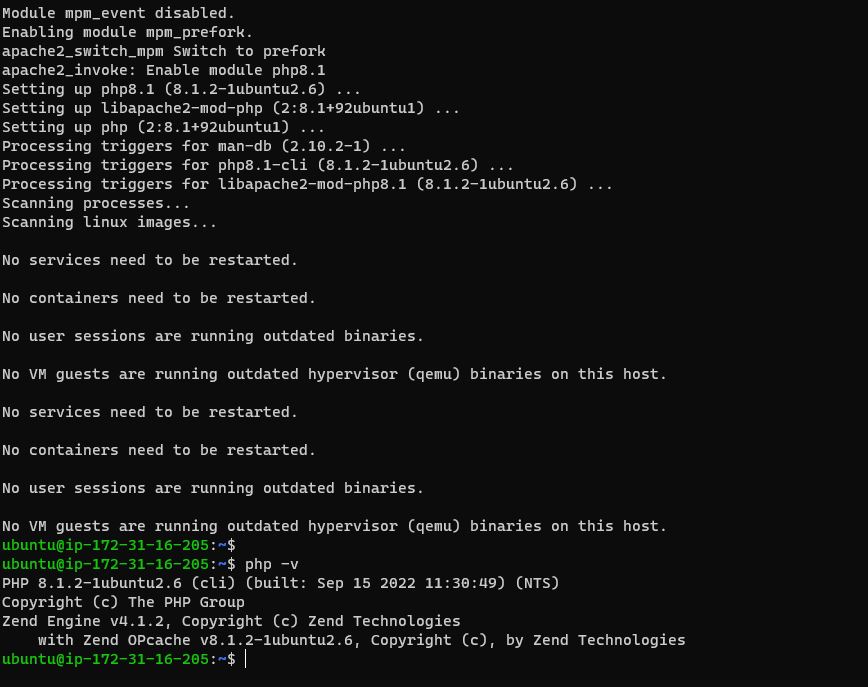 Module mpm_event disabled.
Enabling module mpm_prefork.
apache2_switch_mpm Switch to prefork
apache2_invoke: Enable module php8.1
Setting up php8.1 (8.1.2-1ubuntu2.6) ...
Setting up libapache2-mod-php (2:8.1+92ubuntu1) ...
Setting up php (2:8.1+92ubuntu1) ...
Processing triggers for man-db (2.10.2-1) ...
Processing triggers for php8.1-cli (8.1.2-1ubuntu2.6) ...
Processing triggers for libapache2-mod-php8.1 (8.1.2-1ubuntu2.6) ...
Scanning processes...
Scanning linux images...

No services need to be restarted.

No containers need to be restarted.

No user sessions are running outdated binaries.

No VM guests are running outdated hypervisor (qemu) binaries on this host.

No services need to be restarted.

No containers need to be restarted.

No user sessions are running outdated binaries.

No VM guests are running outdated hypervisor (qemu) binaries on this host.
ubuntu@ip-172-31-16-205:~$
ubuntu@ip-172-31-16-205:~$ php -v
PHP 8.1.2-1ubuntu2.6 (cli) (built: Sep 15 2022 11:30:49) (NTS)
Copyright (c) The PHP Group
Zend Engine v4.1.2, Copyright (c) Zend Technologies
    with Zend OPcache v8.1.2-1ubuntu2.6, Copyright (c), by Zend Technologies
ubuntu@ip-172-31-16-205:~$